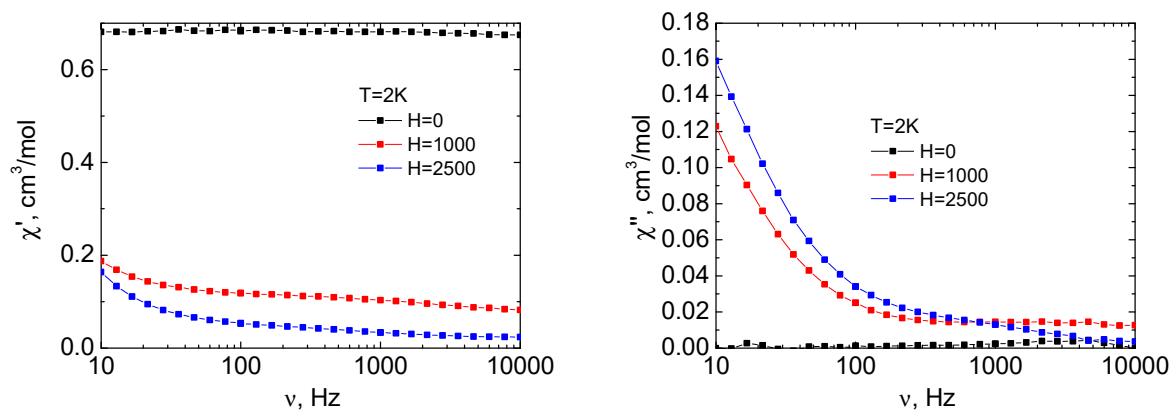 0.6
0.4
0.2
0.0
10
100
1000
10000
χ', cm³/mol
ν, Hz
T=2K
H=0
H=1000
H=2500
0.18
0.16
0.14
0.12
0.10
0.08
0.06
0.04
0.02
0.00
10
100
1000
10000
χ'', cm³/mol
ν, Hz
T=2K
H=0
H=1000
H=2500